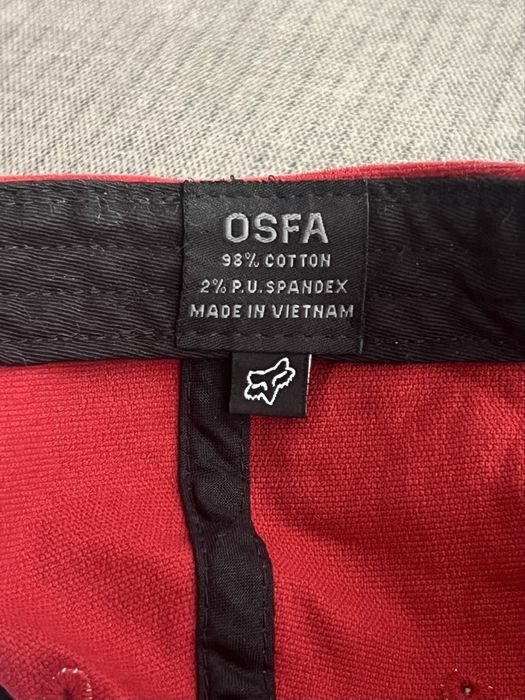 OSFA
98% COTTON
2% P.U. SPANDEX
MADE IN VIETNAM